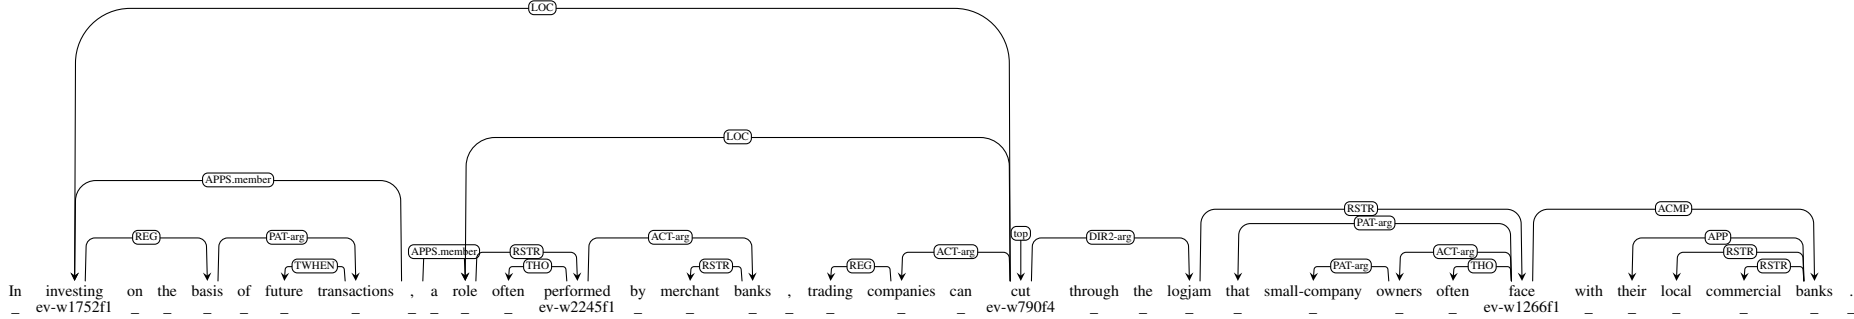 LOC
LOC
APPS.member
RSTR ACMP
PAT-arg
top
REG PAT-arg ACT-arg DIR2-arg APP
APPS.member RSTR ACT-arg ACT-arg RSTR
TWHEN THO RSTR REG PAT-arg THO RSTR
In investing on the basis of future transactions , a role often performed by merchant banks , trading companies can cut through the logjam that small-company owners often face with their local commercial banks .
_ ev-w1752f1 _ _ _ _ _ _ _ _ _ _ ev-w2245f1 _ _ _ _ _ _ _ ev-w790f4 _ _ _ _ _ _ _ ev-w1266f1 _ _ _ _ _ _